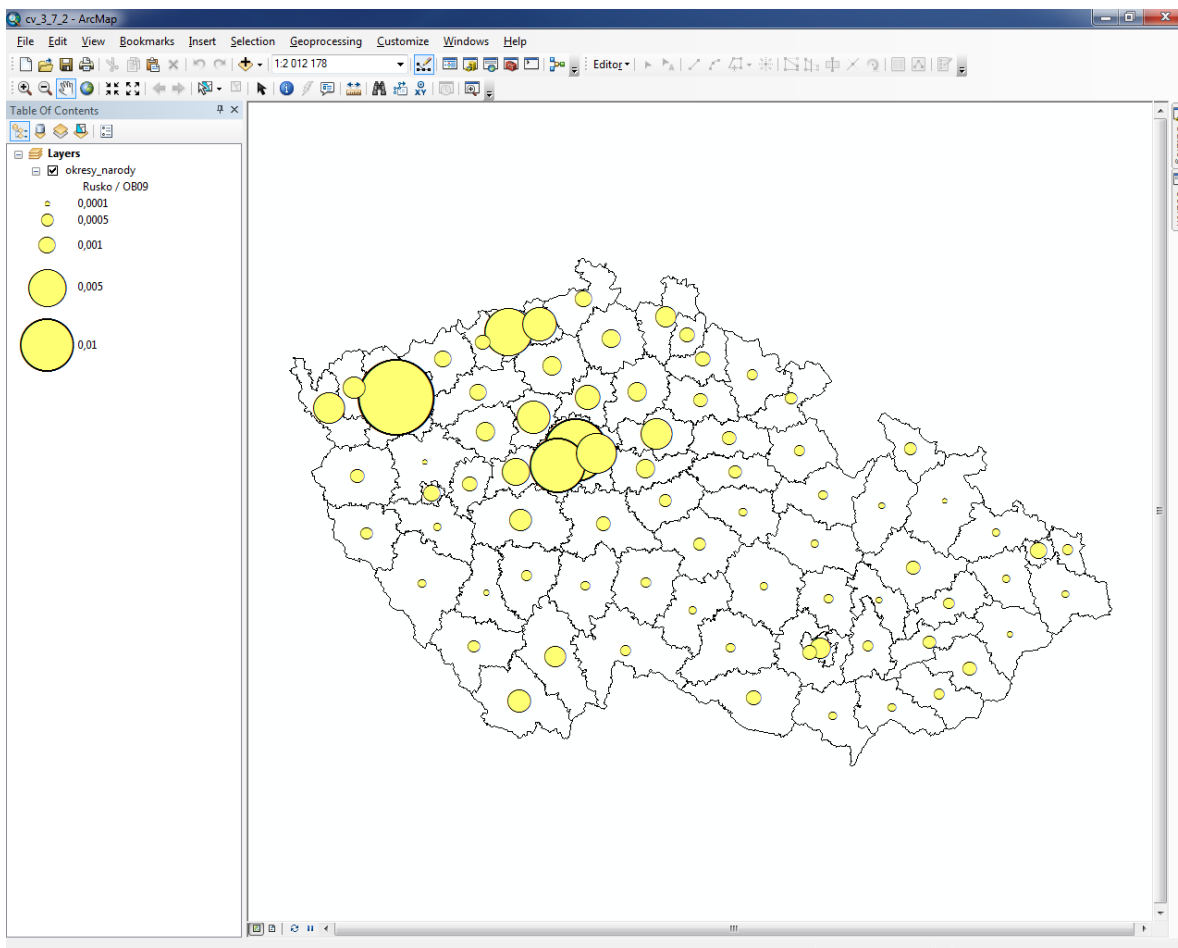 cv_3_7_2 - ArcMap
File Edit View Bookmarks Insert Selection Geoprocessing Customize Windows Help
1:2 012 178 Editor
Table Of Contents
Layers
okresy_narody
Rusko / OB09
0,0001
0,0005
0,001
0,005
0,01